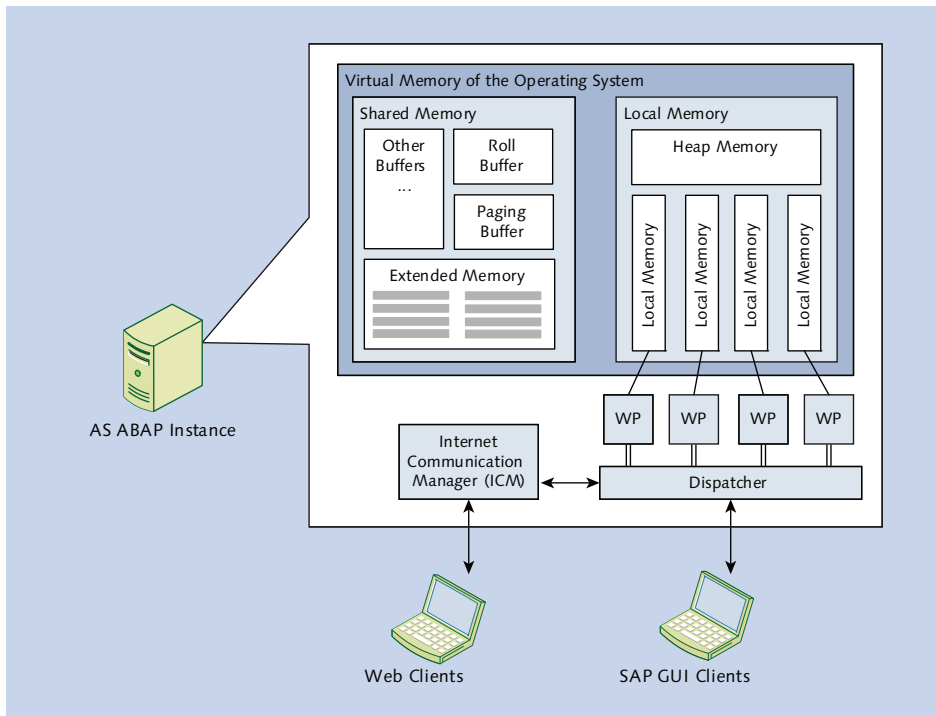 Virtual Memory of the Operating System
Shared Memory
Other
Buffers
...
Roll
Buffer
Paging
Buffer
Extended Memory
Local Memory
Heap Memory
Local Memory
Local Memory
Local Memory
Local Memory
AS ABAP Instance
WP
WP
WP
WP
Internet
Communication
Manager (ICM)
Dispatcher
Web Clients
SAP GUI Clients